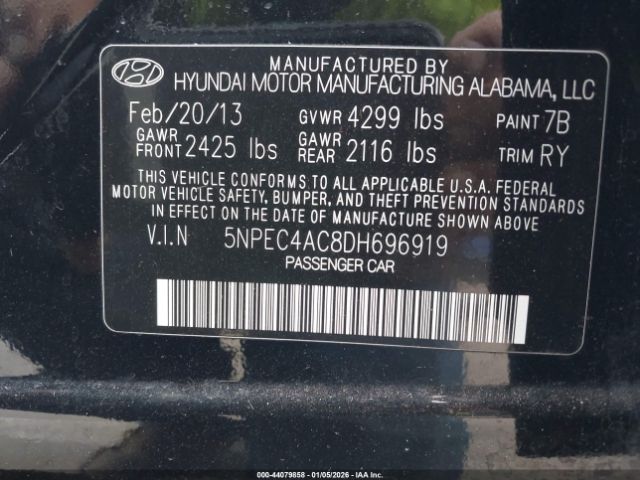 MANUFACTURED BY
HYUNDAI MOTOR MANUFACTURING ALABAMA, LLC
Feb/20/13 GVWR 4299 lbs PAINT 7B
GAWR FRONT 2425 lbs GAWR REAR 2116 lbs TRIM RY
THIS VEHICLE CONFORMS TO ALL APPLICABLE U.S.A. FEDERAL
MOTOR VEHICLE SAFETY, BUMPER, AND THEFT PREVENTION STANDARDS
IN EFFECT ON THE DATE OF MANUFACTURE SHOWN ABOVE
V.I.N 5NPEC4AC8DH696919
PASSENGER CAR
000-44079858 - 01/05/2026 - IAA Inc.